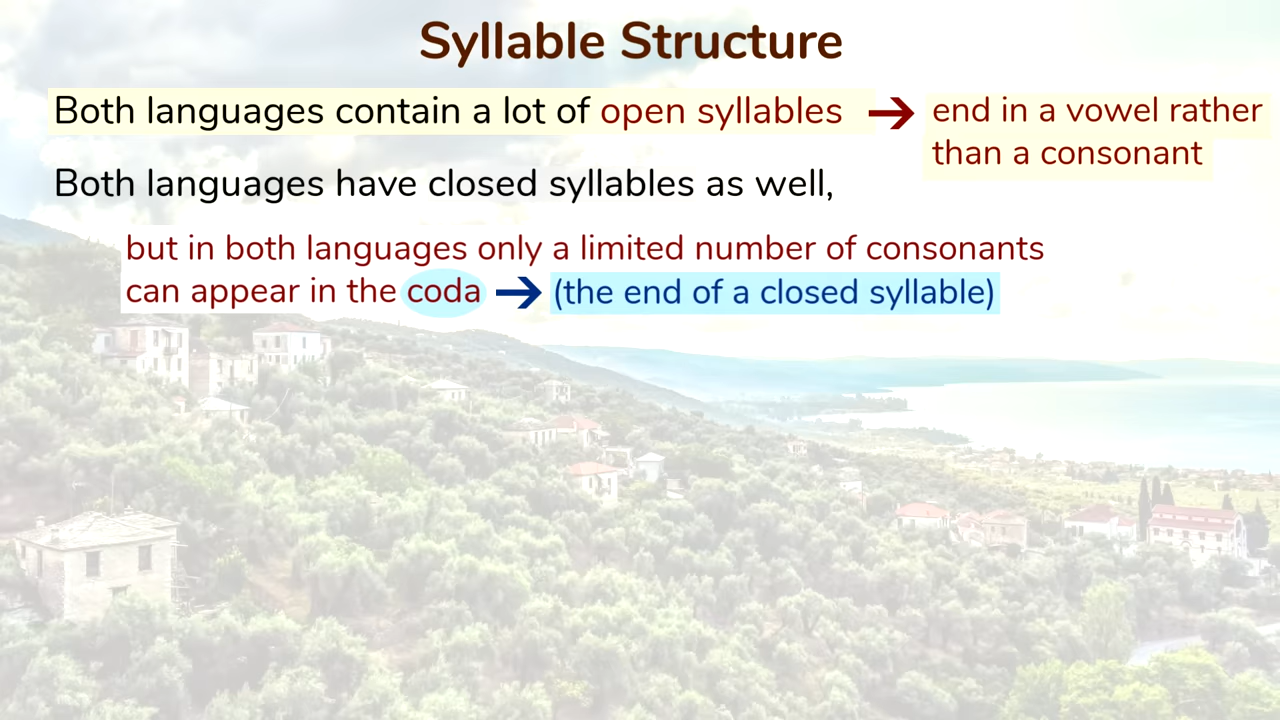 Syllable Structure
Both languages contain a lot of open syllables → end in a vowel rather
than a consonant
Both languages have closed syllables as well,
but in both languages only a limited number of consonants
can appear in the coda → (the end of a closed syllable)